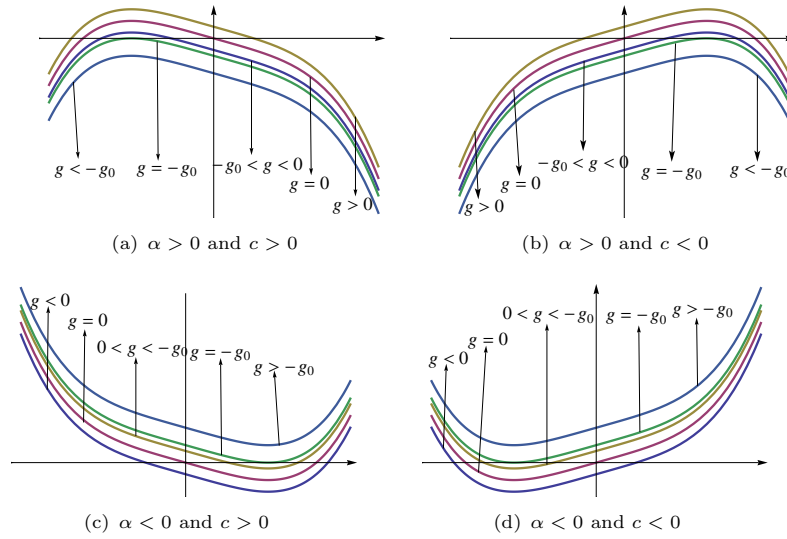 g < −g₀
g = −g₀
−g₀ < g < 0
g = 0
g > 0
(a) α > 0 and c > 0
g > 0
g = 0
−g₀ < g < 0
g = −g₀
g < −g₀
(b) α > 0 and c < 0
g < 0
g = 0
0 < g < −g₀
g = −g₀
g > −g₀
(c) α < 0 and c > 0
g < 0
g = 0
0 < g < −g₀
g = −g₀
g > −g₀
(d) α < 0 and c < 0